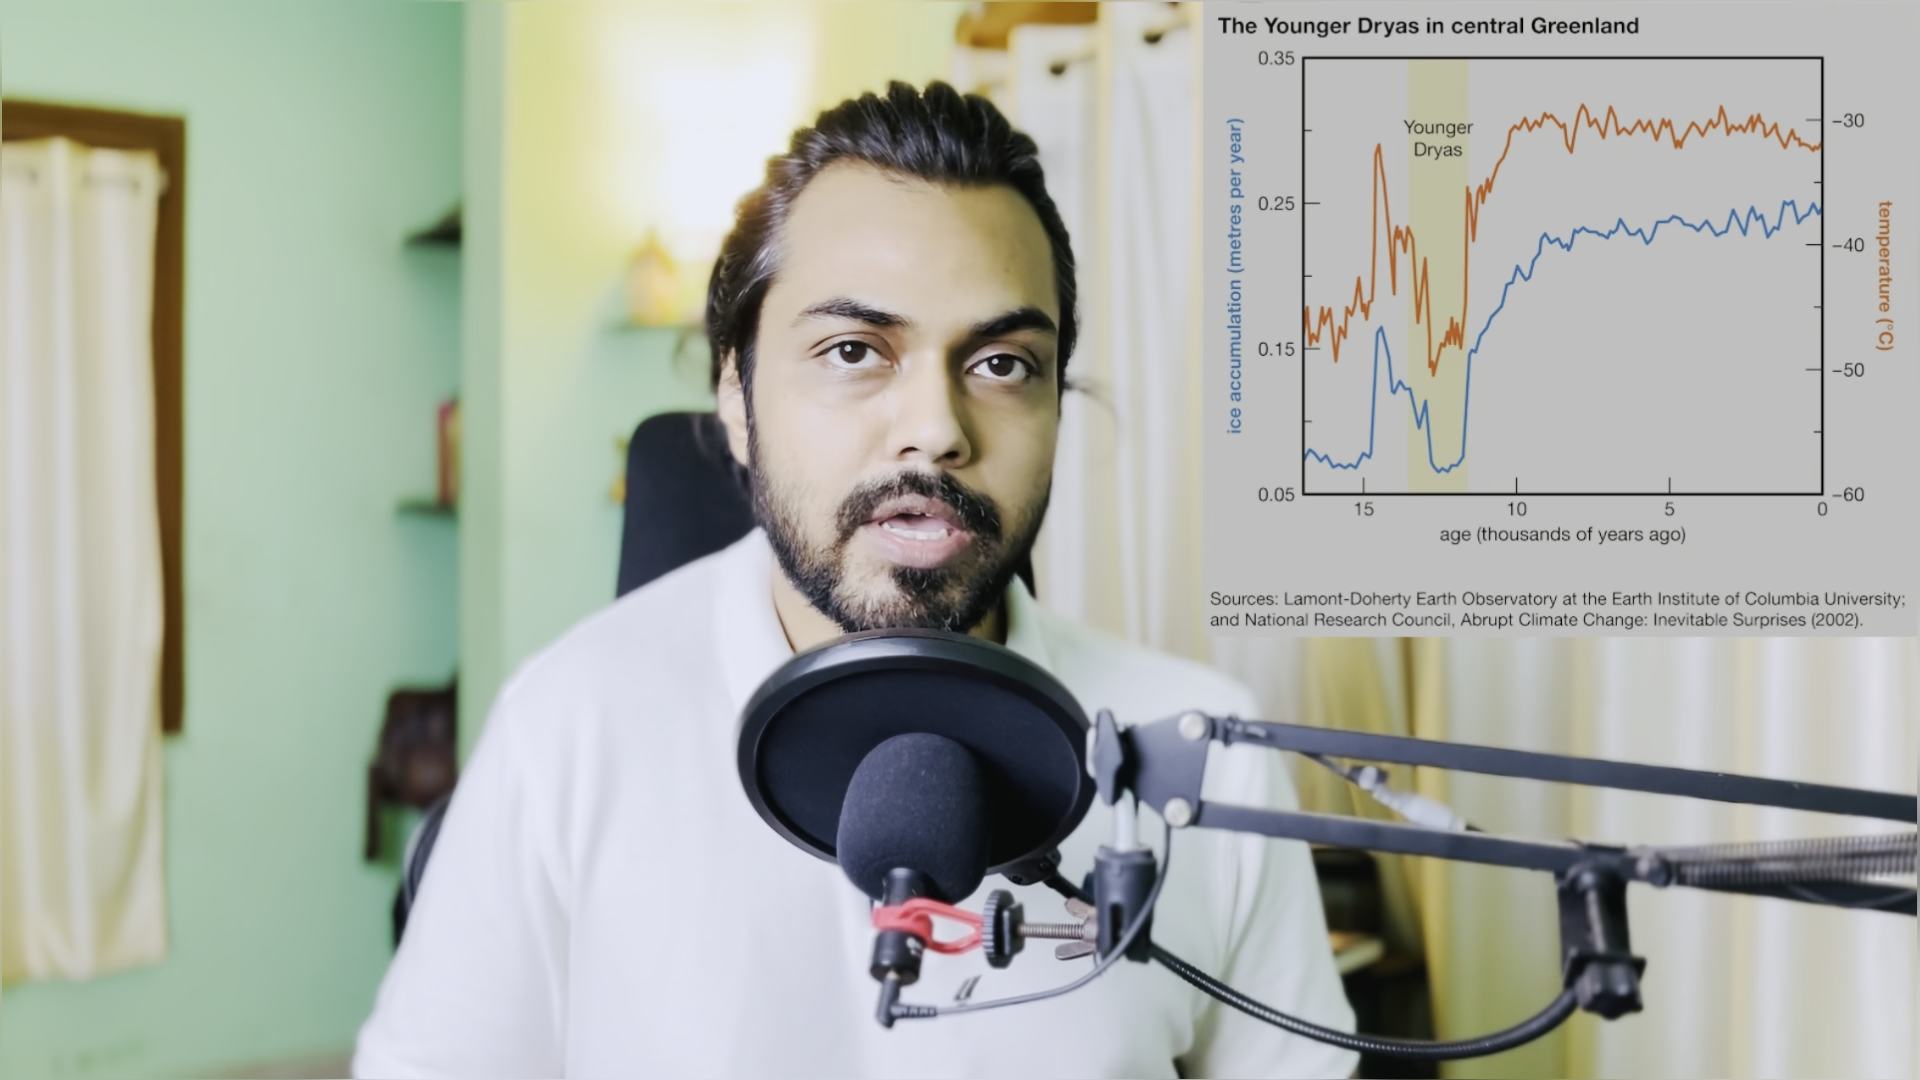 The Younger Dryas in central Greenland
0.35
0.25
0.15
0.05
ice accumulation (metres per year)
Younger
Dryas
−30
−40
−50
−60
temperature (°C)
15 10 5 0
age (thousands of years ago)
Sources: Lamont-Doherty Earth Observatory at the Earth Institute of Columbia University;
and National Research Council, Abrupt Climate Change: Inevitable Surprises (2002).